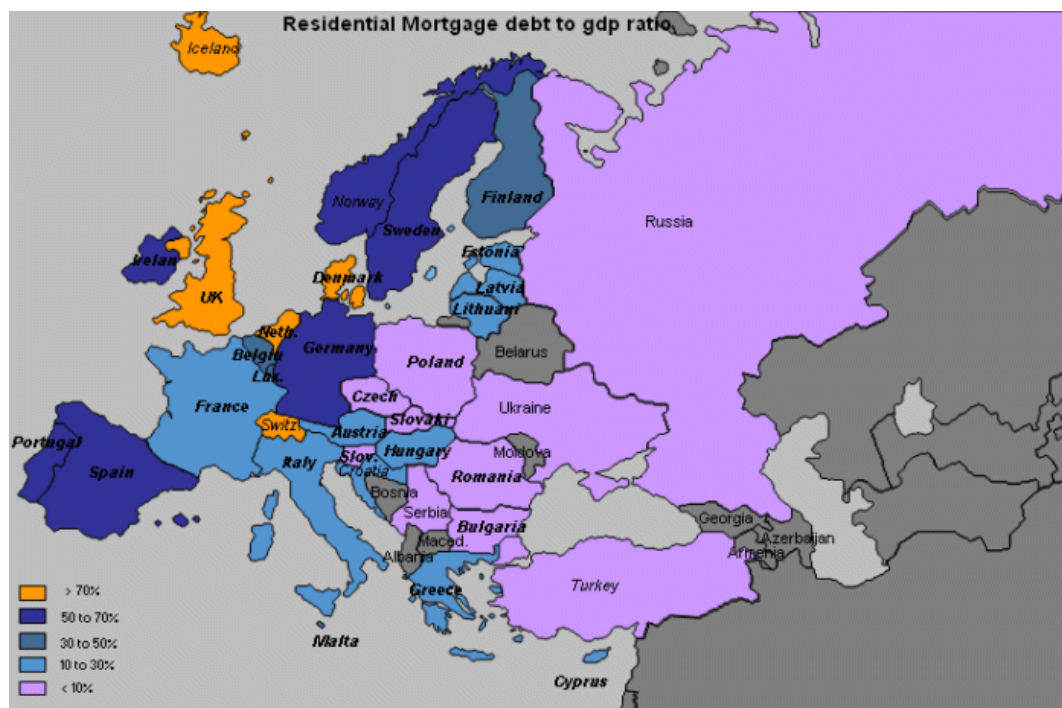 Residential Mortgage debt to gdp ratio
Iceland
Norway
Finland
Sweden
Russia
Estonia
Irelan
Denmark
Latvia
UK
Lithuani
Neth.
Germany
Belarus
Belgiu
Poland
Lux.
Czech
France
Ukraine
Slovaki
Switz.
Austria
Portugal
Hungary
Moldova
Italy
Slov.
Spain
Croatia
Romania
Bosnia
Serbia
Bulgaria
Georgia
Maced.
Azerbaijan
Albania
Armenia
Greece
Turkey
> 70%
50 to 70%
Malta
30 to 50%
10 to 30%
Cyprus
< 10%